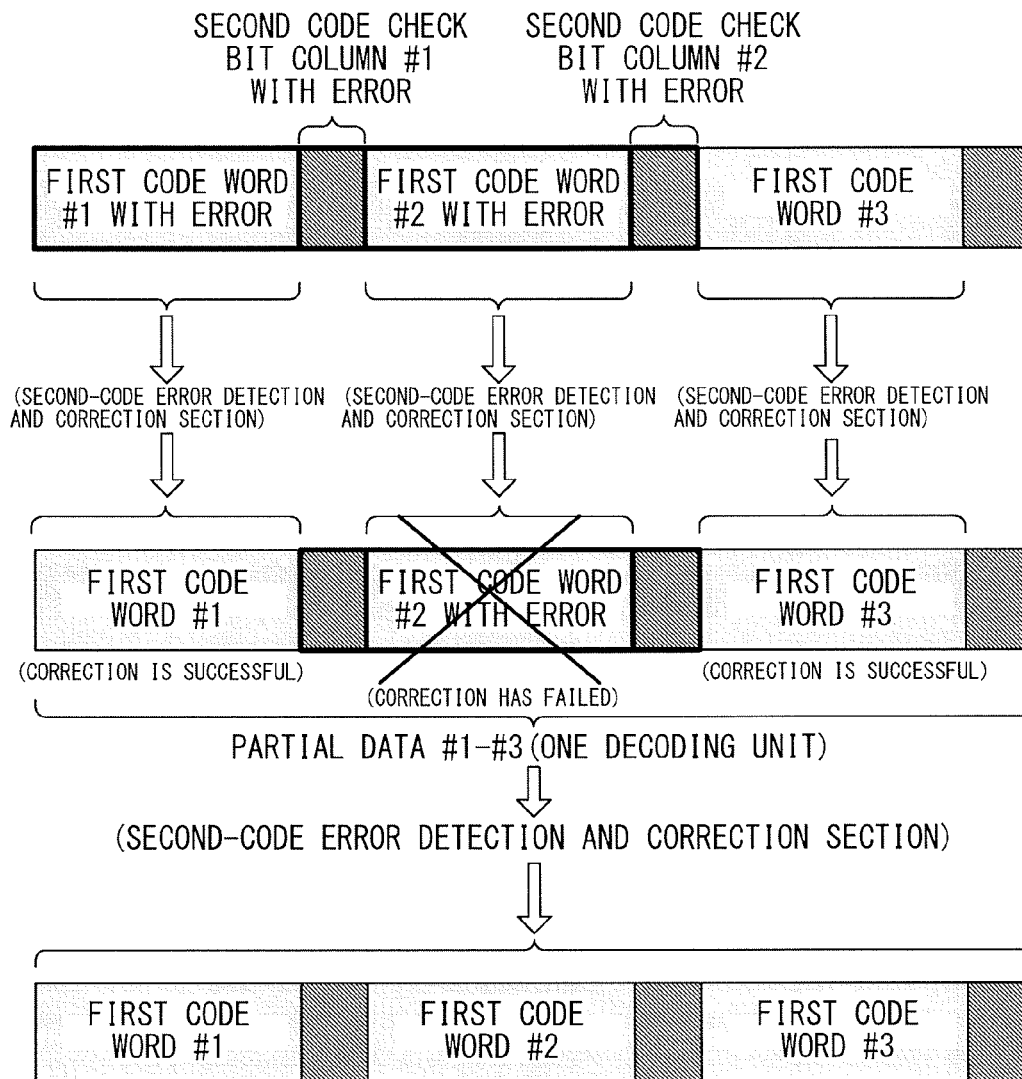 SECOND CODE CHECK
BIT COLUMN #1
WITH ERROR
SECOND CODE CHECK
BIT COLUMN #2
WITH ERROR
FIRST CODE WORD
#1 WITH ERROR
FIRST CODE WORD
#2 WITH ERROR
FIRST CODE
WORD #3
(SECOND-CODE ERROR DETECTION
AND CORRECTION SECTION)
(SECOND-CODE ERROR DETECTION
AND CORRECTION SECTION)
(SECOND-CODE ERROR DETECTION
AND CORRECTION SECTION)
FIRST CODE
WORD #1
FIRST CODE WORD
#2 WITH ERROR
FIRST CODE
WORD #3
(CORRECTION IS SUCCESSFUL)
(CORRECTION HAS FAILED)
(CORRECTION IS SUCCESSFUL)
PARTIAL DATA #1-#3(ONE DECODING UNIT)
(SECOND-CODE ERROR DETECTION AND CORRECTION SECTION)
FIRST CODE
WORD #1
FIRST CODE
WORD #2
FIRST CODE
WORD #3